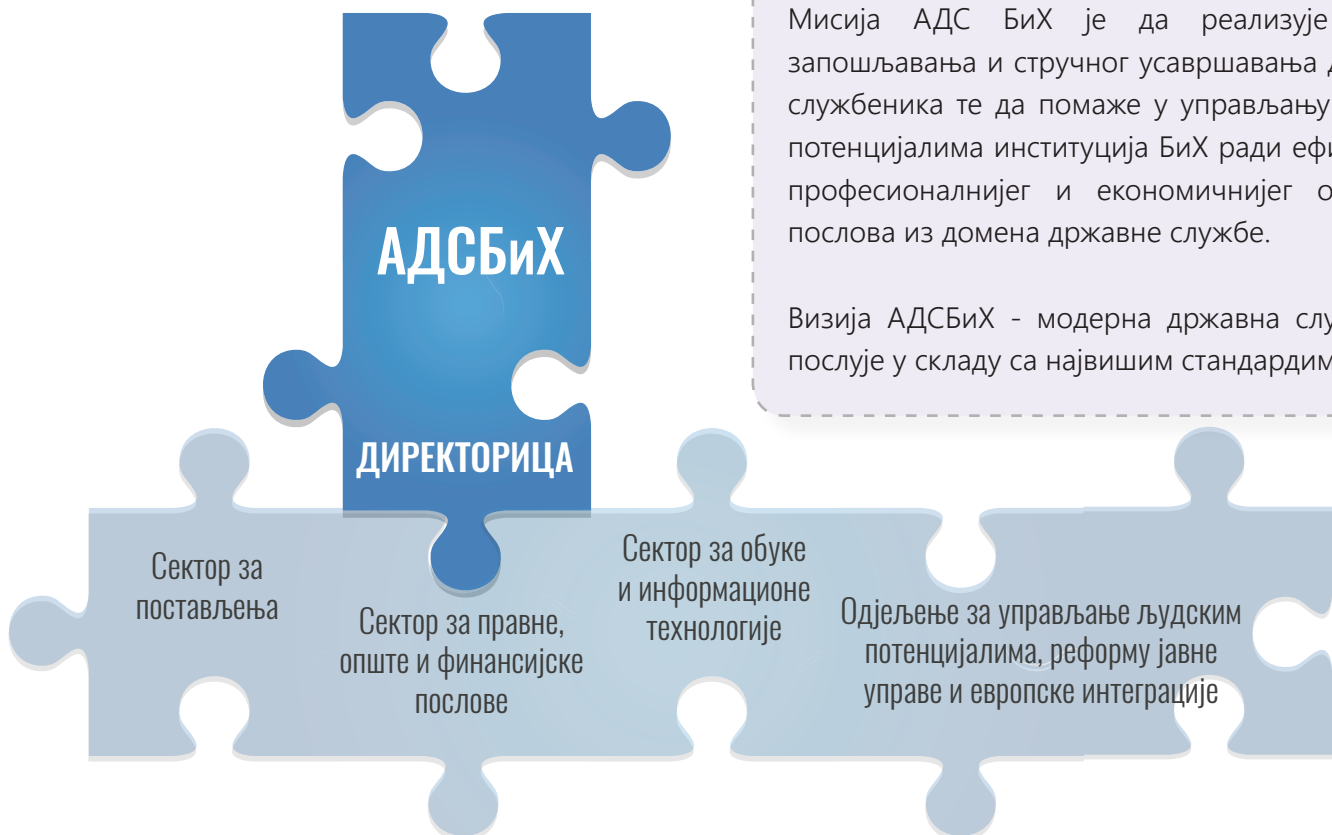 Мисија АДС БиХ је да реализује
запошљавања и стручног усавршавања
службеника те да помаже у управљању
потенцијалима институција БиХ ради
професионалнијег и економичнијег
послова из домена државне службе.
Визија АДСБиХ - модерна државна
послује у складу са највишим
АДСБиХ
ДИРЕКТОРИЦА
Сектор за
постављења
Сектор за правне,
опште и финансијске
послове
Сектор за обуке
и информационе
технологије
Одјељење за управљање људским
потенцијалима, реформу јавне
управе и европске интеграције